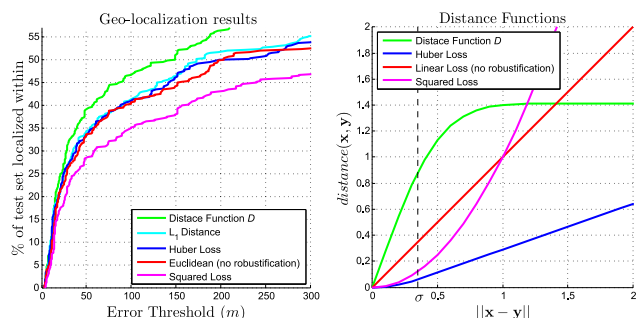 Geo-localization results
% of test set localized within
55
50
45
40
35
30
25
20
15
10
5
0
0 50 100 150 200 250 300
Error Threshold (m)
Distace Function D
L1 Distance
Huber Loss
Euclidean (no robustification)
Squared Loss
Distance Functions
distance(x, y)
2
1.8
1.6
1.4
1.2
1
0.8
0.6
0.4
0.2
0
0 σ 0.5 1 1.5 2
||x − y||
Distace Function D
Huber Loss
Linear Loss (no robustification)
Squared Loss